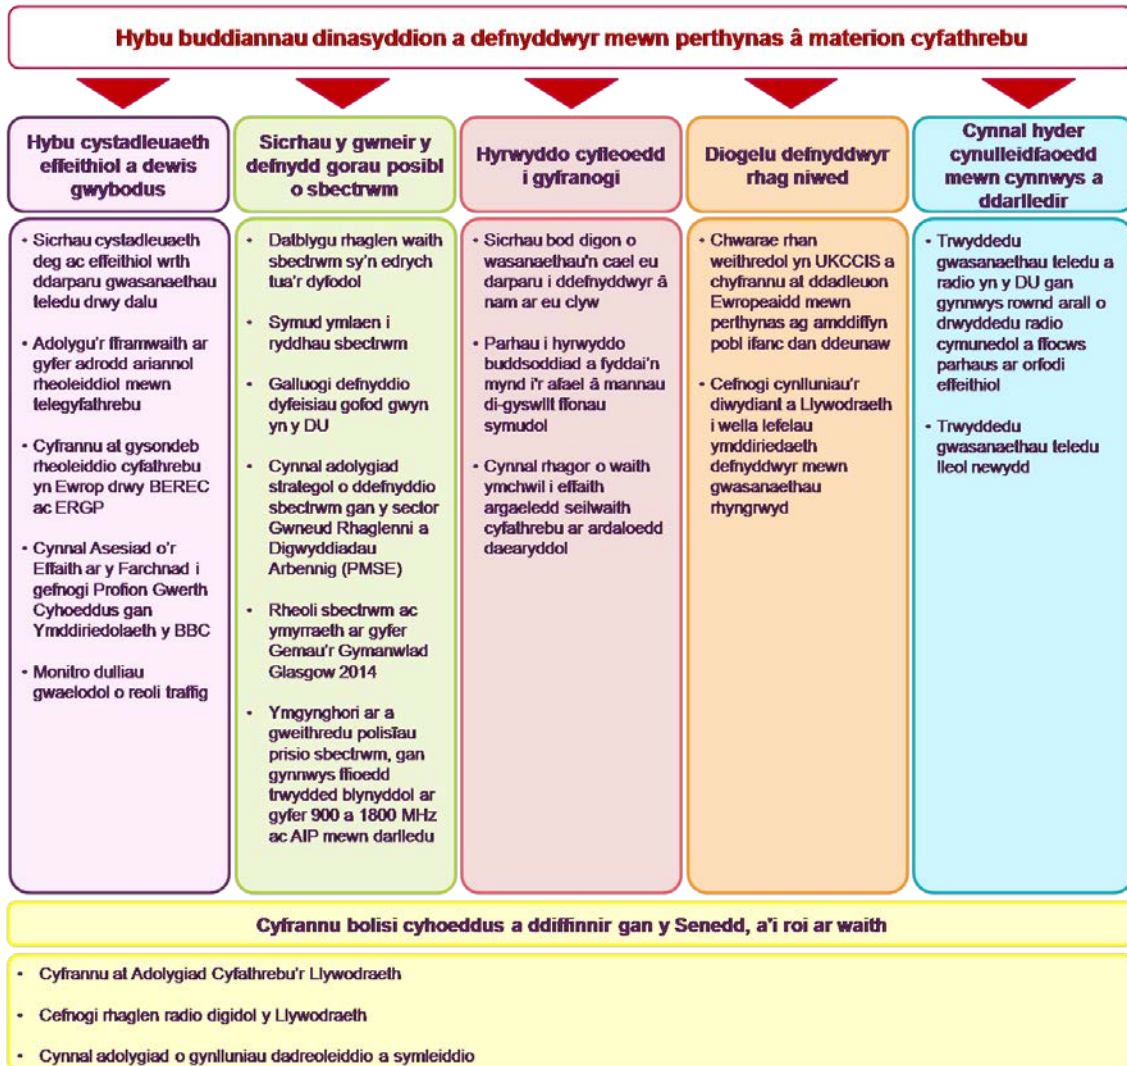 Hybu buddiannau dinasyddion a defnyddwyr mewn perthynas â materion cyfathrebu
Hybu cystadleuaeth
effeithiol a dewis
gwybodus
• Sicrhau cystadleuaeth
deg ac effeithiol wrth
ddarparu gwasanaethau
teledu drwy dalu
• Adolygu'r fframwaith ar
gyfer adrodd ariannol
rheoleiddiol mewn
telegyfathrebu
• Cyfrannu at gysondeb
rheoleiddio cyfathrebu
yn Ewrop drwy BEREC
ac ERGP
• Cynnal Asesiad o'r
Effaith ar y Farchnad i
gefnogi Profion Gwerth
Cyhoeddus gan
Ymddiriedolaeth y BBC
• Monitro dulliau
gwaelodol o reoli traffig
Sicrhau y gwneir y
defnydd gorau posibl
o sbectrwm
• Datblygu rhaglen waith
sbectrwm sy'n edrych
tua'r dyfodol
• Symud ymlaen i
ryddhau sbectrwm
• Galluogi defnyddio
dyfeisiau gofod gwyn
yn y DU
• Cynnal adolygiad
strategol o ddefnyddio
sbectrwm gan y sector
Gwneud Rhaglenni a
Digwyddiadau
Arbennig (PMSE)
• Rheoli sbectrwm ac
ymyrraeth ar gyfer
Gemau'r Gymanwlad
Glasgow 2014
• Ymgynghori ar a
gweithredu polisïau
prisio sbectrwm, gan
gynnwys ffioedd
trwydded blynyddol ar
gyfer 900 a 1800 MHz
ac AIP mewn darlledu
Hyrwyddo cyfleoedd
i gyfranogi
• Sicrhau bod digon o
wasanaethau'n cael eu
darparu i ddefnyddwyr â
nam ar eu clyw
• Parhau i hyrwyddo
buddsoddiad a fyddai'n
mynd i'r afael â mannau
di-gyswllt ffonau
symudol
• Cynnal rhagor o waith
ymchwil i effaith
argaeledd seilwaith
cyfathrebu ar ardaloedd
daearyddol
Diogelu defnyddwyr
rhag niwed
• Chwarae rhan
weithredol yn UKCCIS a
chyfrannu at ddadleuon
Ewropeaidd mewn
perthynas ag amddiffyn
pobl ifanc dan ddeunaw
• Cefnogi cynlluniau'r
diwydiant a Llywodraeth
i wella lefelau
ymddiriedaeth
defnyddwyr mewn
gwasanaethau
rhyngrwyd
Cynnal hyder
cynulleidfaoedd
mewn cynnwys a
ddarlledir
• Trwyddedu
gwasanaethau teledu a
radio yn y DU gan
gynnwys rownd arall o
drwyddedu radio
cymunedol a ffocws
parhaus ar orfodi
effeithiol
• Trwyddedu
gwasanaethau teledu
lleol newydd
Cyfrannu bolisi cyhoeddus a ddiffinnir gan y Senedd, a'i roi ar waith
• Cyfrannu at Adolygiad Cyfathrebu'r Llywodraeth
• Cefnogi rhaglen radio digidol y Llywodraeth
• Cynnal adolygiad o gynlluniau dadreoleiddio a symleiddio